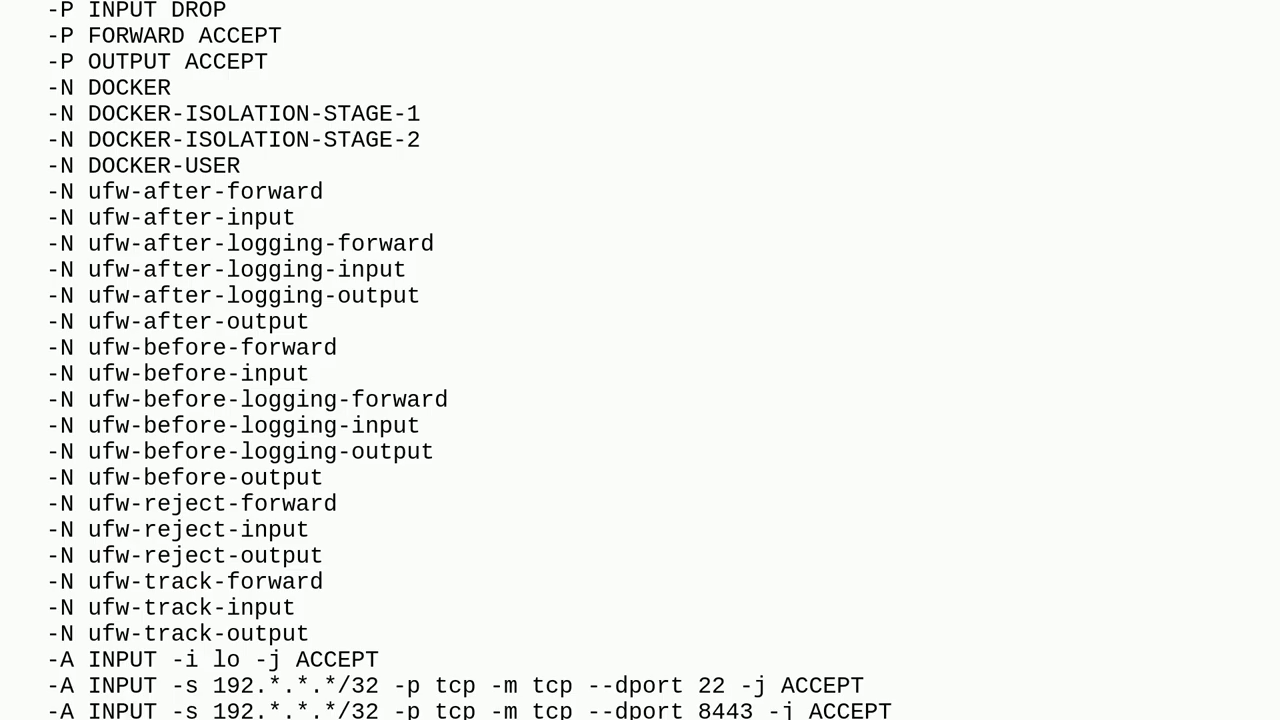 -P INPUT DROP
-P FORWARD ACCEPT
-P OUTPUT ACCEPT
-N DOCKER
-N DOCKER-ISOLATION-STAGE-1
-N DOCKER-ISOLATION-STAGE-2
-N DOCKER-USER
-N ufw-after-forward
-N ufw-after-input
-N ufw-after-logging-forward
-N ufw-after-logging-input
-N ufw-after-logging-output
-N ufw-after-output
-N ufw-before-forward
-N ufw-before-input
-N ufw-before-logging-forward
-N ufw-before-logging-input
-N ufw-before-logging-output
-N ufw-before-output
-N ufw-reject-forward
-N ufw-reject-input
-N ufw-reject-output
-N ufw-track-forward
-N ufw-track-input
-N ufw-track-output
-A INPUT -i lo -j ACCEPT
-A INPUT -s 192.*.*.*/32 -p tcp -m tcp --dport 22 -j ACCEPT
-A INPUT -s 192.*.*.*/32 -p tcp -m tcp --dport 8443 -j ACCEPT